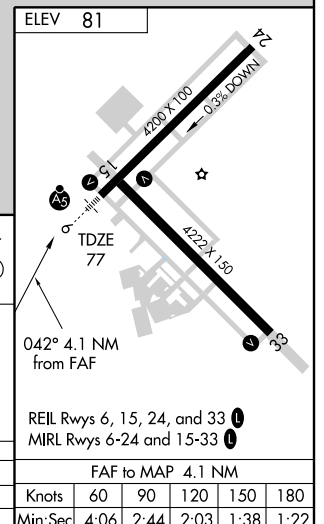 ELEV 81
24
4200 X 100
0.3% DOWN
15
V
V
A5
6
TDZE
77
4222 X 150
V
33
042° 4.1 NM
from FAF
REIL Rwys 6, 15, 24, and 33 L
MIRL Rwys 6-24 and 15-33 L
FAF to MAP 4.1 NM
Knots 60 90 120 150 180
Min:Sec 4:06 2:44 2:03 1:38 1:22